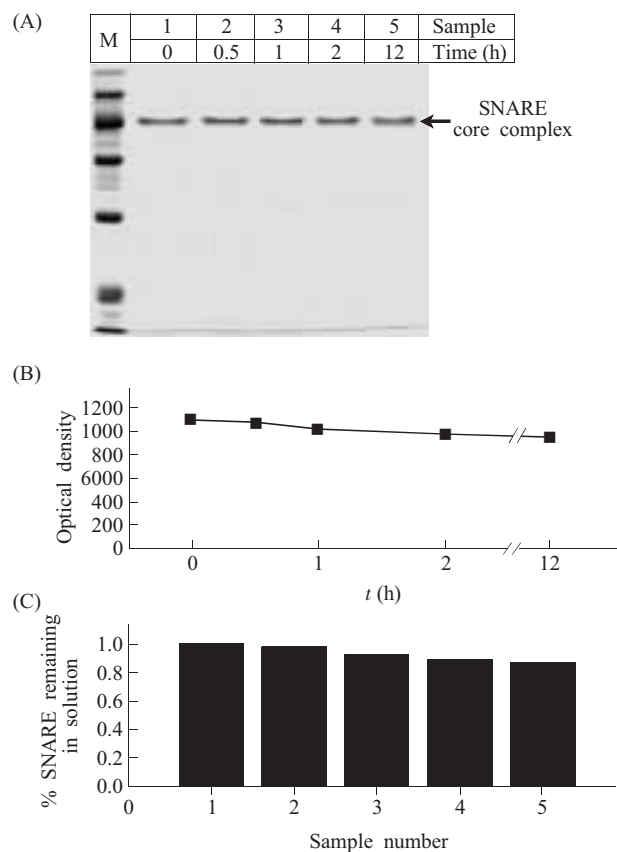 (A)
M 1 2 3 4 5 Sample
0 0.5 1 2 12 Time (h)
SNARE
core complex
(B)
Optical density
1200
1000
800
6000
400
200
0
0 1 2 12
t (h)
(C)
% SNARE remaining
in solution
1.0
0.8
0.6
0.4
0.2
0.0
0 1 2 3 4 5
Sample number